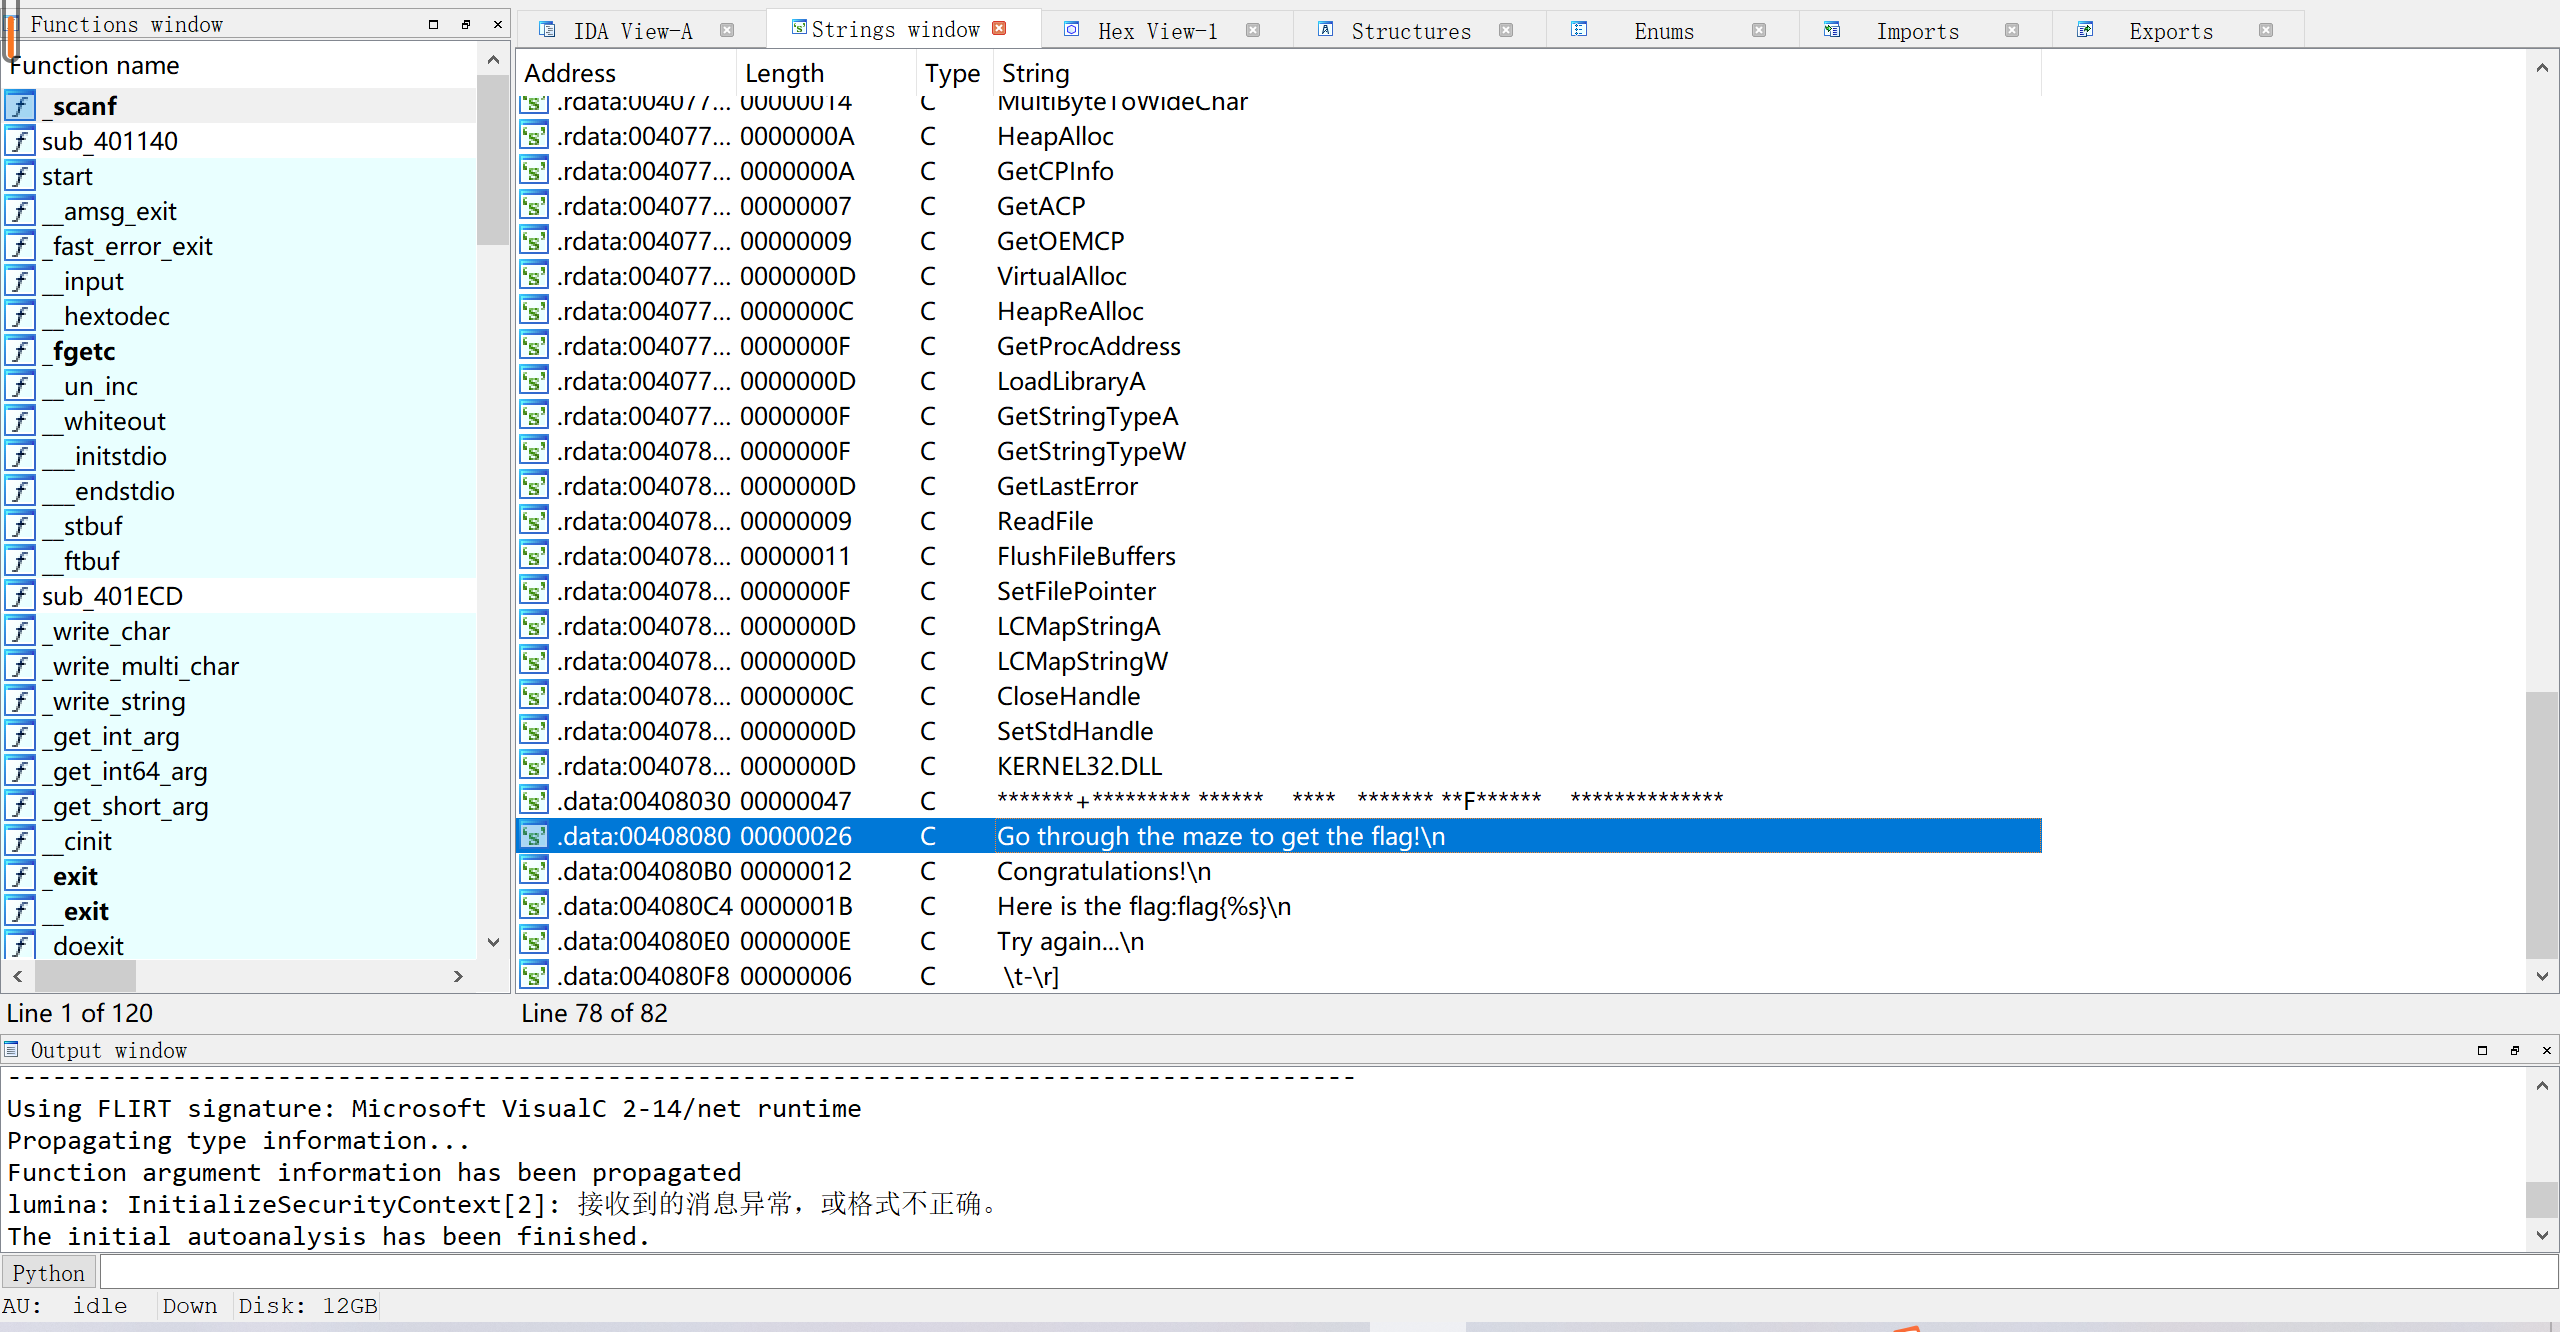 Functions window
Function name
_scanf
sub_401140
start
__amsg_exit
_fast_error_exit
__input
__hextodec
_fgetc
__un_inc
__whiteout
___initstdio
___endstdio
__stbuf
__ftbuf
sub_401ECD
_write_char
_write_multi_char
_write_string
_get_int_arg
_get_int64_arg
_get_short_arg
__cinit
_exit
__exit
doexit
Line 1 of 120
IDA View-A Strings window Hex View-1 Structures Enums Imports Exports
Address Length Type String
.rdata:004077... 00000014 C MultiByteToWideChar
.rdata:004077... 0000000A C HeapAlloc
.rdata:004077... 0000000A C GetCPInfo
.rdata:004077... 00000007 C GetACP
.rdata:004077... 00000009 C GetOEMCP
.rdata:004077... 0000000D C VirtualAlloc
.rdata:004077... 0000000C C HeapReAlloc
.rdata:004077... 0000000F C GetProcAddress
.rdata:004077... 0000000D C LoadLibraryA
.rdata:004077... 0000000F C GetStringTypeA
.rdata:004078... 0000000F C GetStringTypeW
.rdata:004078... 0000000D C GetLastError
.rdata:004078... 00000009 C ReadFile
.rdata:004078... 00000011 C FlushFileBuffers
.rdata:004078... 0000000F C SetFilePointer
.rdata:004078... 0000000D C LCMapStringA
.rdata:004078... 0000000D C LCMapStringW
.rdata:004078... 0000000C C CloseHandle
.rdata:004078... 0000000D C SetStdHandle
.rdata:004078... 0000000D C KERNEL32.DLL
.data:00408030 00000047 C *******+********* ******    ****   ******* **F******    **************
.data:00408080 00000026 C Go through the maze to get the flag!\n
.data:004080B0 00000012 C Congratulations!\n
.data:004080C4 0000001B C Here is the flag:flag{%s}\n
.data:004080E0 0000000E C Try again...\n
.data:004080F8 00000006 C \t-\r]
Line 78 of 82
Output window
------------------------------------------------------------------------------------------
Using FLIRT signature: Microsoft VisualC 2-14/net runtime
Propagating type information...
Function argument information has been propagated
lumina: InitializeSecurityContext[2]: 接收到的消息异常，或格式不正确。
The initial autoanalysis has been finished.
Python
AU: idle Down Disk: 12GB